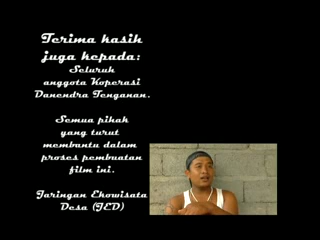 Terima kasih
juga kepada:
Seluruh
anggota Koperasi
Danendra Tenganan.
Semua pihak
yang turut
membantu dalam
proses pembuatan
film ini.
Jaringan Ekowisata
Desa (JED)